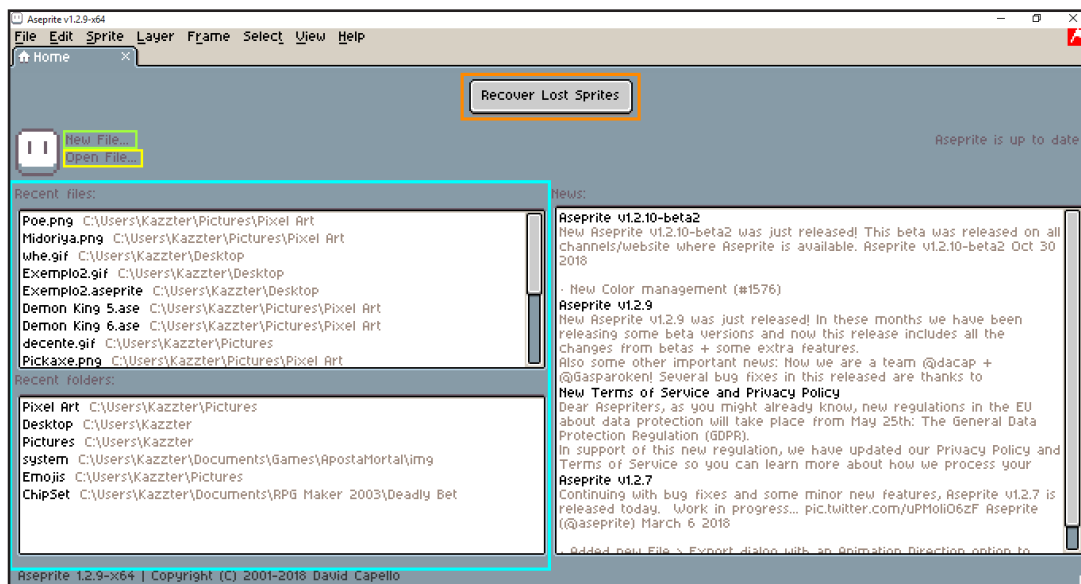 Aseprite v1.2.9-x64
File Edit Sprite Layer Frame Select View Help
Home
Recover Lost Sprites
New File...
Open File...
Aseprite is up to date
Recent files:
Poe.png C:\Users\Kazzter\Pictures\Pixel Art
Midoriya.png C:\Users\Kazzter\Pictures\Pixel Art
whe.gif C:\Users\Kazzter\Desktop
Exemplo2.gif C:\Users\Kazzter\Desktop
Exemplo2.aseprite C:\Users\Kazzter\Desktop
Demon King 5.ase C:\Users\Kazzter\Pictures\Pixel Art
Demon King 6.ase C:\Users\Kazzter\Pictures\Pixel Art
decente.gif C:\Users\Kazzter\Pictures
Pickaxe.png C:\Users\Kazzter\Pictures\Pixel Art
Recent folders:
Pixel Art C:\Users\Kazzter\Pictures
Desktop C:\Users\Kazzter
Pictures C:\Users\Kazzter
system C:\Users\Kazzter\Documents\Games\ApostaMortal\img
Emojis C:\Users\Kazzter\Pictures
ChipSet C:\Users\Kazzter\Documents\RPG Maker 2003\Deadly Bet
News:
Aseprite v1.2.10-beta2
New Aseprite v1.2.10-beta2 was just released! This beta was released on all
channels/website where Aseprite is available. Aseprite v1.2.10-beta2 Oct 30
2018
· New Color management (#1576)
Aseprite v1.2.9
New Aseprite v1.2.9 was just released! In these months we have been
releasing some beta versions and now this release includes all the
changes from betas + some extra features.
Also some other important news: Now we are a team @dacap +
@Gasparoken! Several bug fixes in this released are thanks to
New Terms of Service and Privacy Policy
Dear Asepriters, as you might already know, new regulations in the EU
about data protection will take place from May 25th: The General Data
Protection Regulation (GDPR).
In support of this new regulation, we have updated our Privacy Policy and
Terms of Service so you can learn more about how we process your
Aseprite v1.2.7
Continuing with bug fixes and some minor new features, Aseprite v1.2.7 is
released today. Work in progress... pic.twitter.com/uPMoliO6zF Aseprite
(@aseprite) March 6 2018
· Added new File > Export dialog with an Animation Direction option to
Aseprite 1.2.9-x64 | Copyright (C) 2001-2018 David Capello